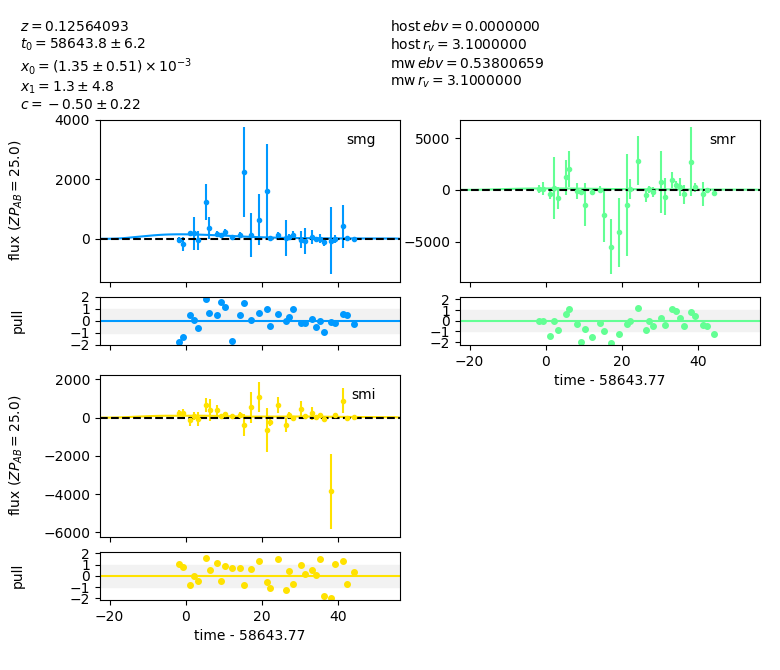 z = 0.12564093
t₀ = 58643.8 ± 6.2
x₀ = (1.35 ± 0.51) × 10⁻³
x₁ = 1.3 ± 4.8
c = −0.50 ± 0.22
host ebv = 0.0000000
host r_v = 3.1000000
mw ebv = 0.53800659
mw r_v = 3.1000000
4000
2000
0
flux (ZP_AB = 25.0)
smg
5000
0
−5000
smr
2
1
0
−1
−2
pull
2
1
0
−1
−2
−20 0 20 40
time - 58643.77
2000
0
−2000
−4000
−6000
flux (ZP_AB = 25.0)
smi
2
1
0
−1
−2
pull
−20 0 20 40
time - 58643.77